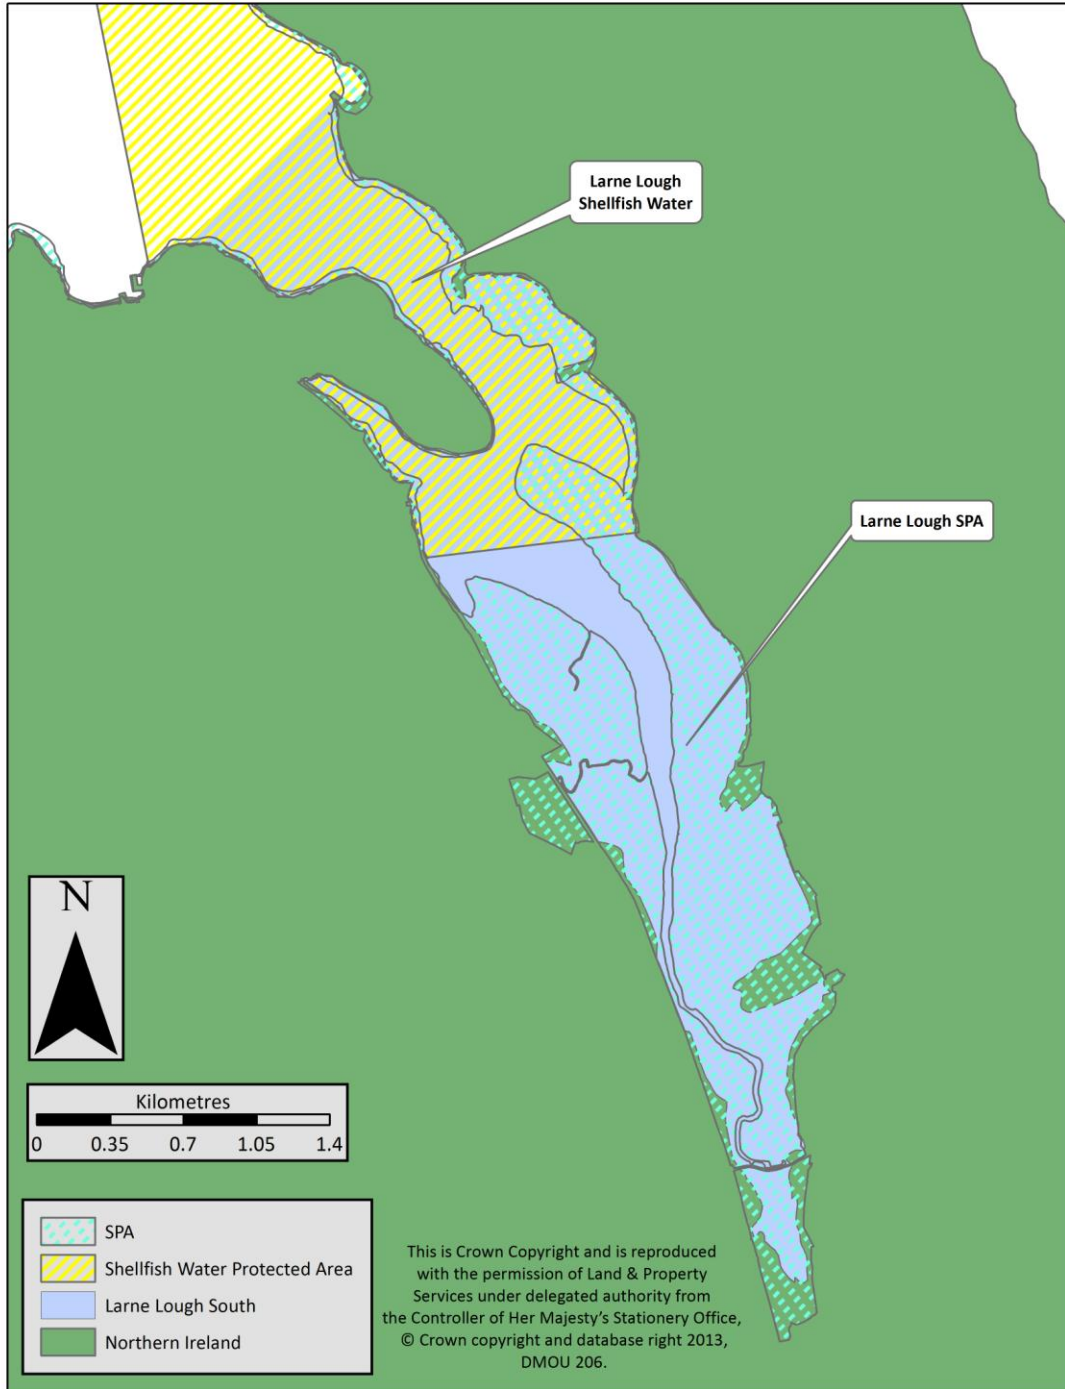 Larne Lough
Shellfish Water
Larne Lough SPA
N
Kilometres
0 0.35 0.7 1.05 1.4
SPA
Shellfish Water Protected Area
Larne Lough South
Northern Ireland
This is Crown Copyright and is reproduced
with the permission of Land & Property
Services under delegated authority from
the Controller of Her Majesty’s Stationery Office,
© Crown copyright and database right 2013,
DMOU 206.